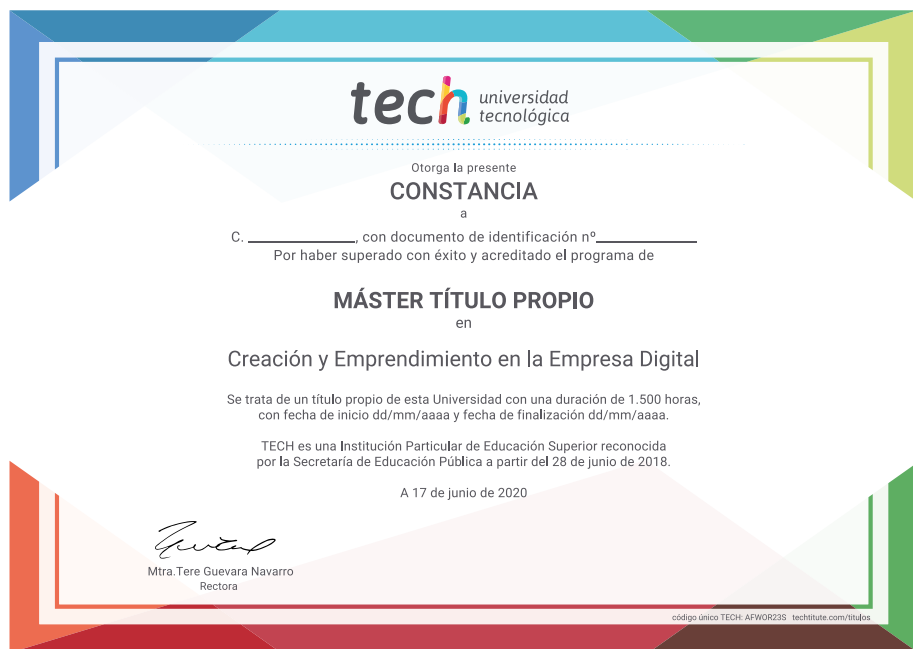 tech universidad
tecnológica
Otorga la presente
CONSTANCIA
a
C. ____________, con documento de identificación nº____________
Por haber superado con éxito y acreditado el programa de
MÁSTER TÍTULO PROPIO
en
Creación y Emprendimiento en la Empresa Digital
Se trata de un título propio de esta Universidad con una duración de 1.500 horas,
con fecha de inicio dd/mm/aaaa y fecha de finalización dd/mm/aaaa.
TECH es una Institución Particular de Educación Superior reconocida
por la Secretaría de Educación Pública a partir del 28 de junio de 2018.
A 17 de junio de 2020
Mtra.Tere Guevara Navarro
Rectora
código único TECH: AFWOR23S techtitute.com/titulos